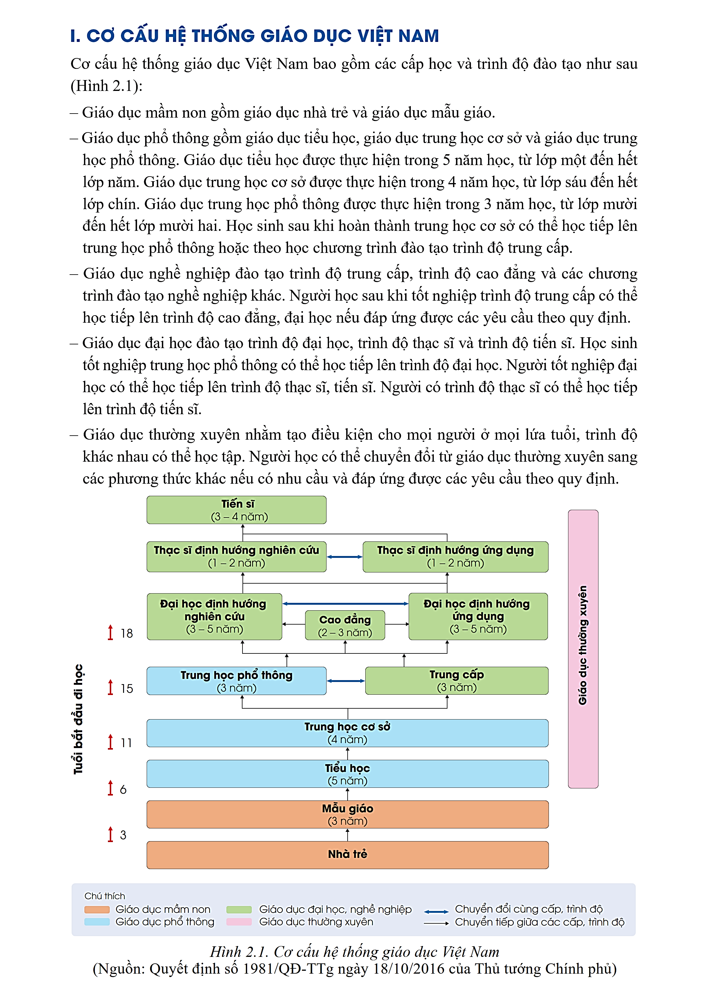 I. CƠ CẤU HỆ THỐNG GIÁO DỤC VIỆT NAM
Cơ cấu hệ thống giáo dục Việt Nam bao gồm các cấp học và trình độ đào tạo như sau
(Hình 2.1):
– Giáo dục mầm non gồm giáo dục nhà trẻ và giáo dục mẫu giáo.
– Giáo dục phổ thông gồm giáo dục tiểu học, giáo dục trung học cơ sở và giáo dục trung
học phổ thông. Giáo dục tiểu học được thực hiện trong 5 năm học, từ lớp một đến hết
lớp năm. Giáo dục trung học cơ sở được thực hiện trong 4 năm học, từ lớp sáu đến hết
lớp chín. Giáo dục trung học phổ thông được thực hiện trong 3 năm học, từ lớp mười
đến hết lớp mười hai. Học sinh sau khi hoàn thành trung học cơ sở có thể học tiếp lên
trung học phổ thông hoặc theo học chương trình đào tạo trình độ trung cấp.
– Giáo dục nghề nghiệp đào tạo trình độ trung cấp, trình độ cao đẳng và các chương
trình đào tạo nghề nghiệp khác. Người học sau khi tốt nghiệp trình độ trung cấp có thể
học tiếp lên trình độ cao đẳng, đại học nếu đáp ứng được các yêu cầu theo quy định.
– Giáo dục đại học đào tạo trình độ đại học, trình độ thạc sĩ và trình độ tiến sĩ. Học sinh
tốt nghiệp trung học phổ thông có thể học tiếp lên trình độ đại học. Người tốt nghiệp đại
học có thể học tiếp lên trình độ thạc sĩ, tiến sĩ. Người có trình độ thạc sĩ có thể học tiếp
lên trình độ tiến sĩ.
– Giáo dục thường xuyên nhằm tạo điều kiện cho mọi người ở mọi lứa tuổi, trình độ
khác nhau có thể học tập. Người học có thể chuyển đổi từ giáo dục thường xuyên sang
các phương thức khác nếu có nhu cầu và đáp ứng được các yêu cầu theo quy định.
Tiến sĩ
(3 – 4 năm)
Thạc sĩ định hướng nghiên cứu
(1 – 2 năm)
Thạc sĩ định hướng ứng dụng
(1 – 2 năm)
Đại học định hướng
nghiên cứu
(3 – 5 năm)
Cao đẳng
(2 – 3 năm)
Đại học định hướng
ứng dụng
(3 – 5 năm)
18
Trung học phổ thông
(3 năm)
Trung cấp
(3 năm)
15
Trung học cơ sở
(4 năm)
11
Tiểu học
(5 năm)
6
Mẫu giáo
(3 năm)
3
Nhà trẻ
Tuổi bắt đầu đi học
Giáo dục thường xuyên
Chú thích
Giáo dục mầm non
Giáo dục đại học, nghề nghiệp
Chuyển đổi cùng cấp, trình độ
Giáo dục phổ thông
Giáo dục thường xuyên
Chuyển tiếp giữa các cấp, trình độ
Hình 2.1. Cơ cấu hệ thống giáo dục Việt Nam
(Nguồn: Quyết định số 1981/QĐ-TTg ngày 18/10/2016 của Thủ tướng Chính phủ)